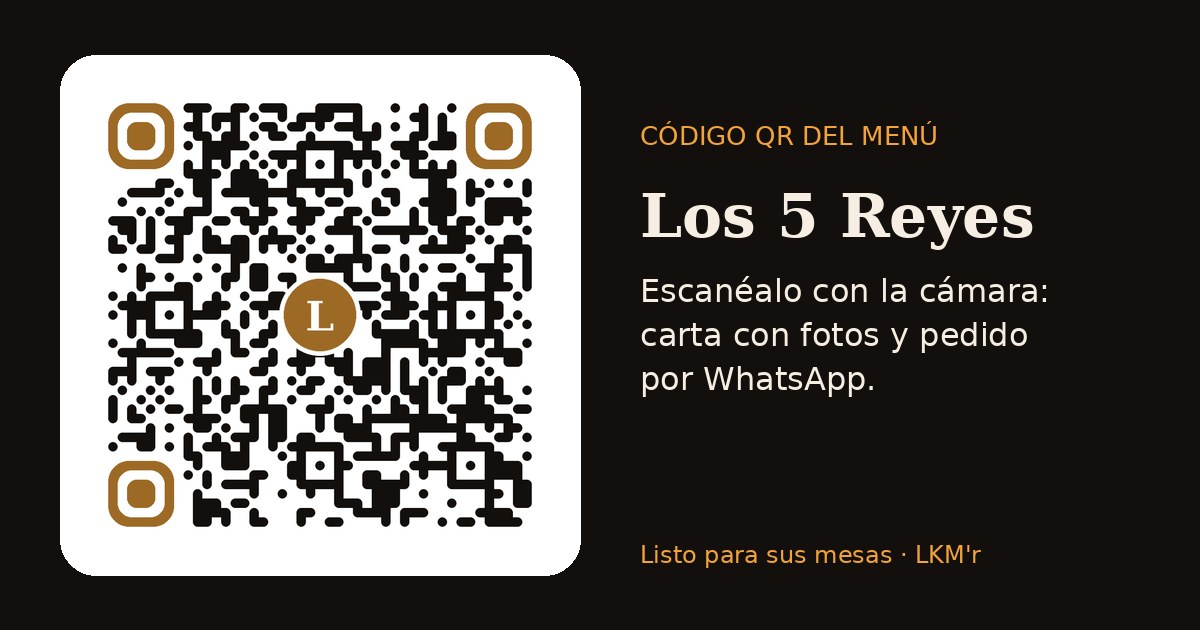 CÓDIGO QR DEL MENÚ
Los 5 Reyes
Escanéalo con la cámara:
carta con fotos y pedido
por WhatsApp.
L
Listo para sus mesas · LKM'r